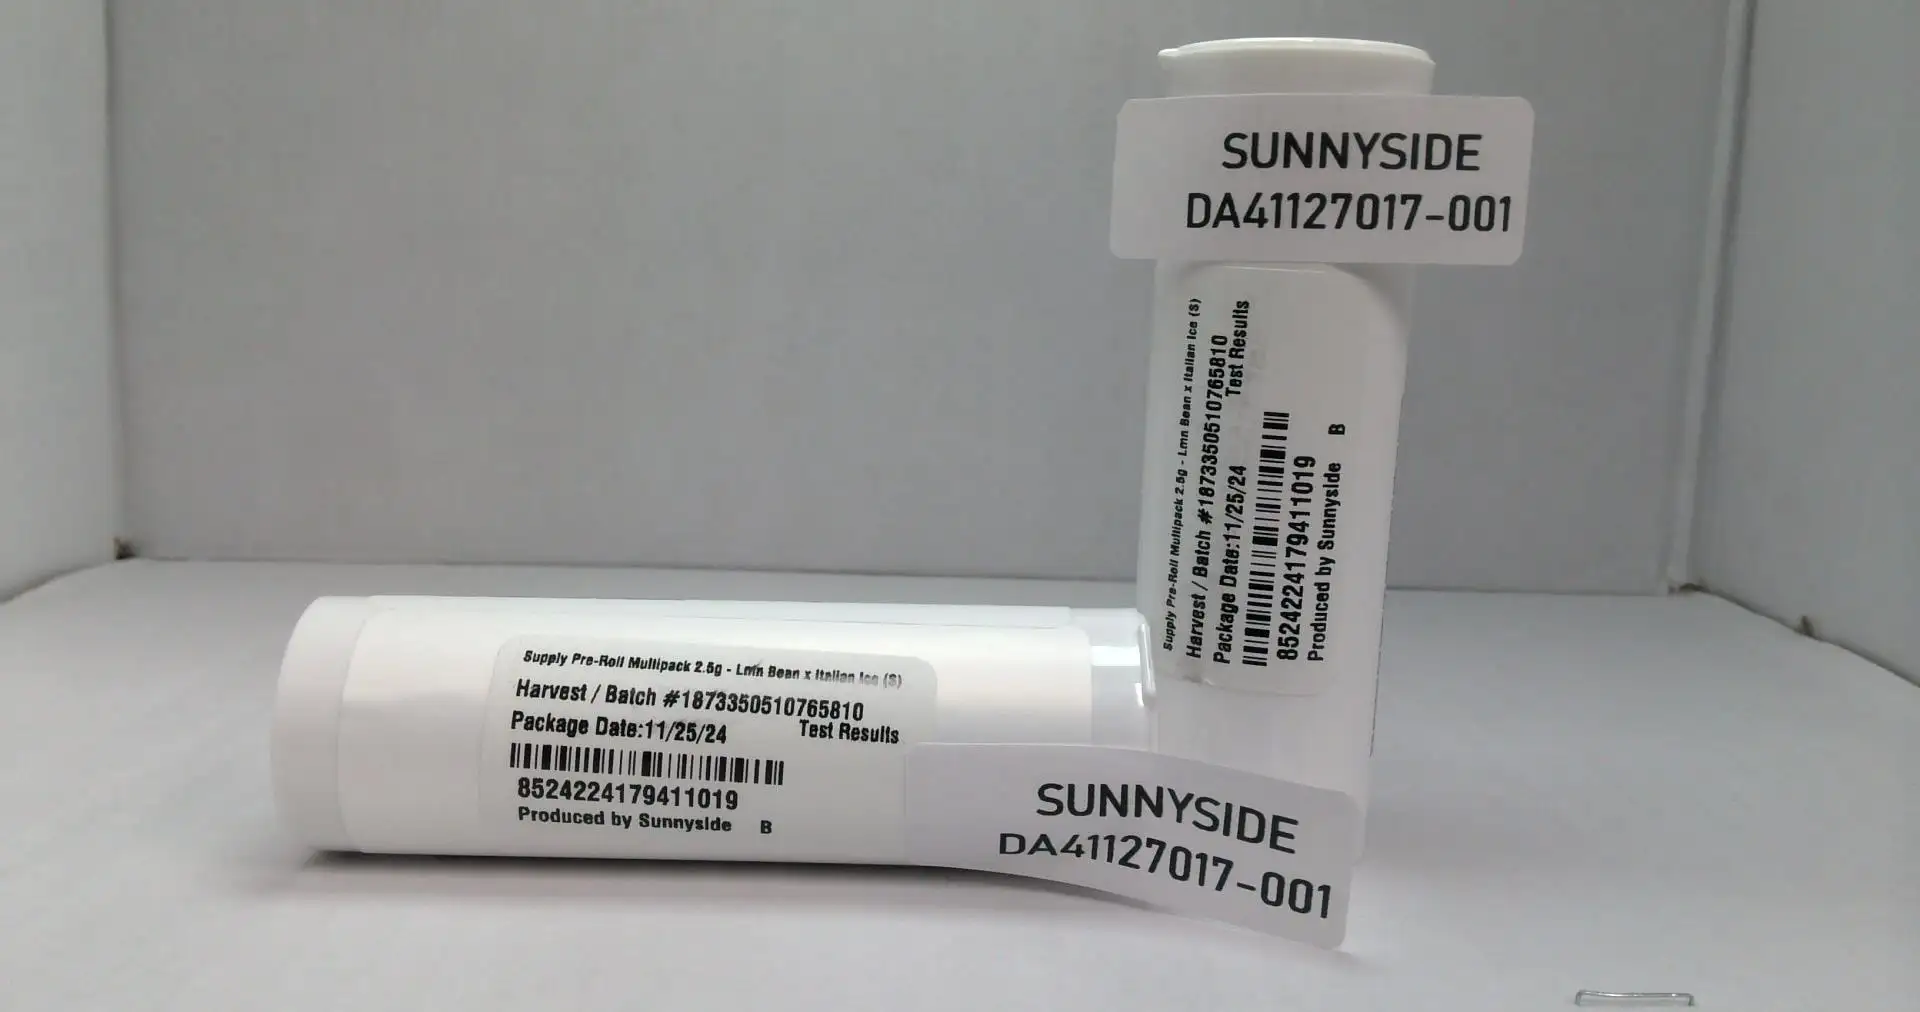 SUNNYSIDE
DA41127017-001
Supply Pre-Roll Multipack 2.5g - Lmn Bean x Italian Ice (S)
Harvest / Batch #1873350510765810
Package Date:11/25/24 Test Results
8524224179411019
Produced by Sunnyside B
Supply Pre-Roll Multipack 2.5g - Lmn Bean x Italian Ice (S)
Harvest / Batch #1873350510765810
Package Date:11/25/24 Test Results
8524224179411019
Produced by Sunnyside B
SUNNYSIDE
DA41127017-001